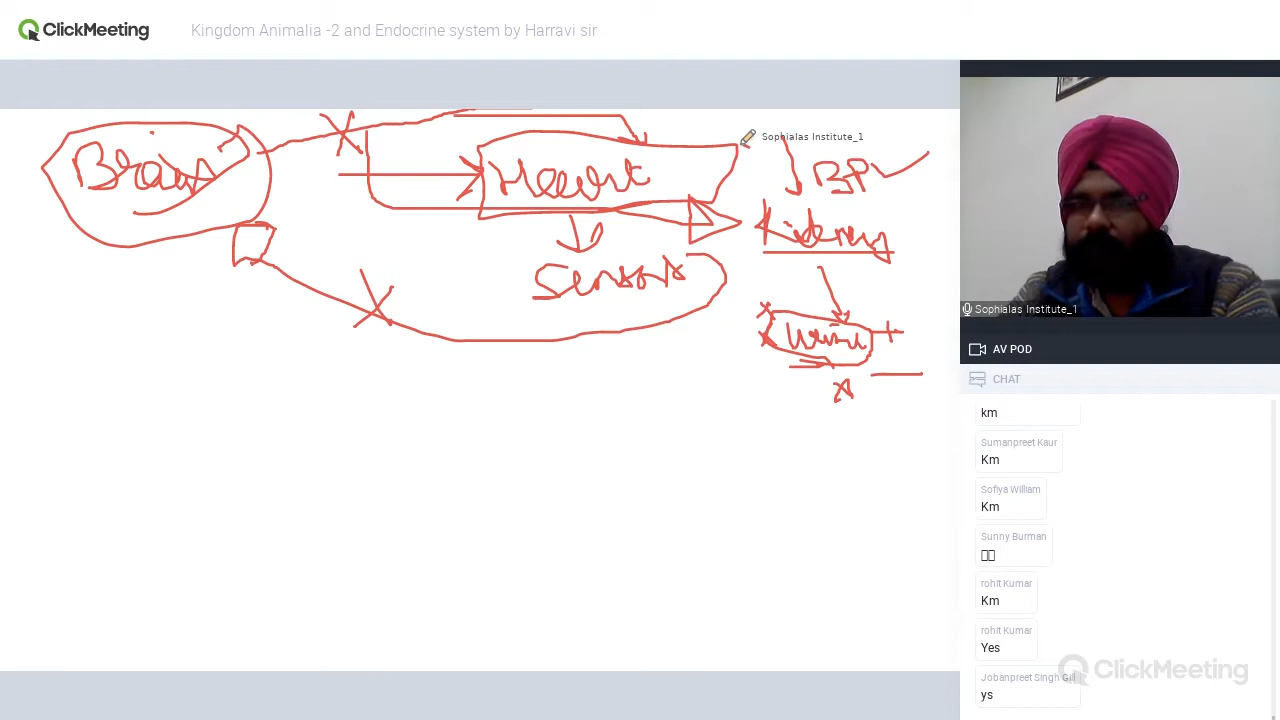 ClickMeeting
Kingdom Animalia -2 and Endocrine system by Harravi sir
Sophialas Institute_1
Brain
Heart
BP
Kidney
Sensors
Urine
Sophialas Institute_1
AV POD
CHAT
km
Sumanpreet Kaur
Km
Sofiya William
Km
Sunny Burman
rohit Kumar
Km
rohit Kumar
Yes
Jobanpreet Singh Gill
ys
ClickMeeting